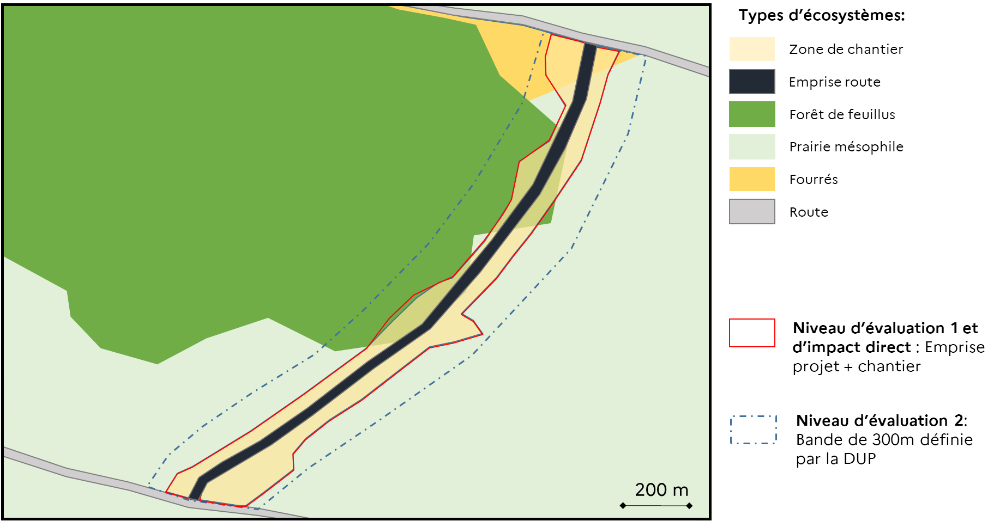 Types d’écosystèmes:
Zone de chantier
Emprise route
Forêt de feuillus
Prairie mésophile
Fourrés
Route
Niveau d’évaluation 1 et
d’impact direct : Emprise
projet + chantier
Niveau d’évaluation 2:
Bande de 300m définie
par la DUP
200 m